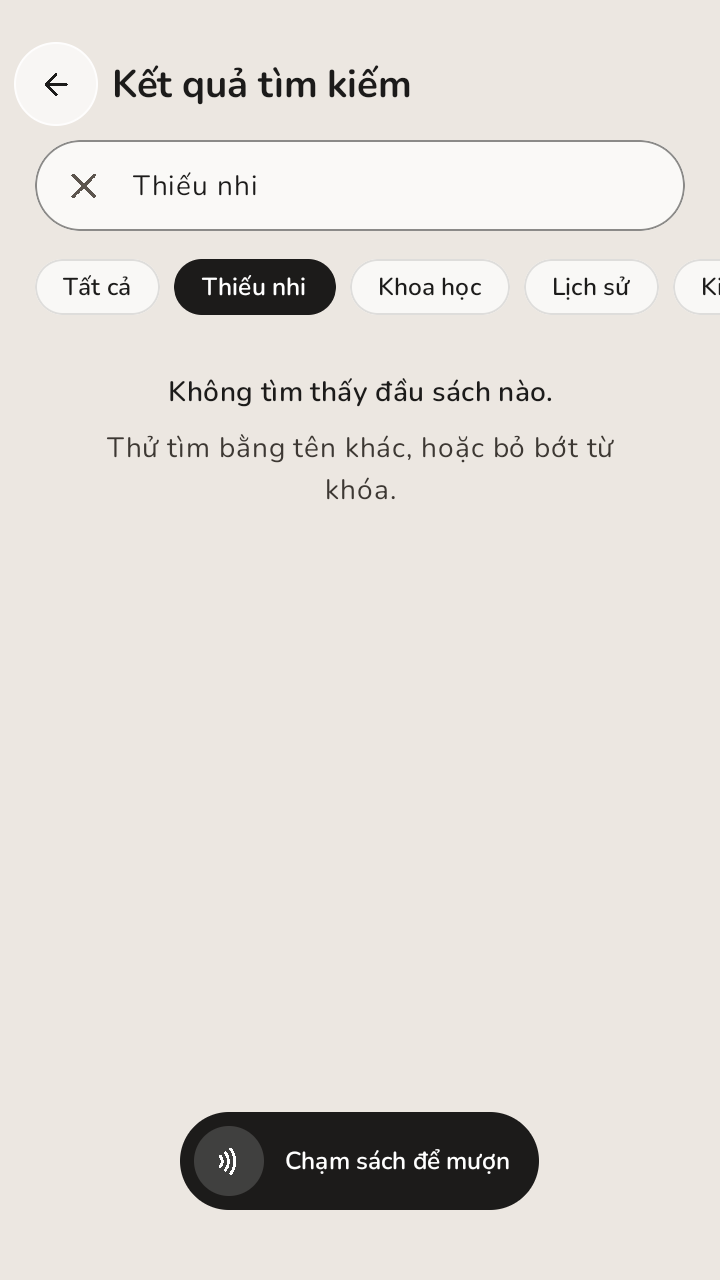 Kết quả tìm kiếm
Thiếu nhi
Tất cả
Thiếu nhi
Khoa học
Lịch sử
Không tìm thấy đầu sách nào.
Thử tìm bằng tên khác, hoặc bỏ bớt từ
khóa.
Chạm sách để mượn